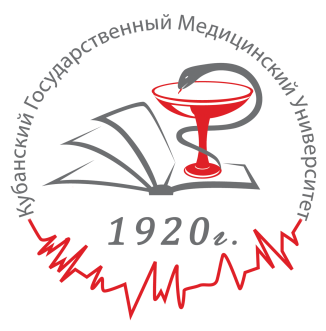 Кубанский Государственный Медицинский Университет
1920г.